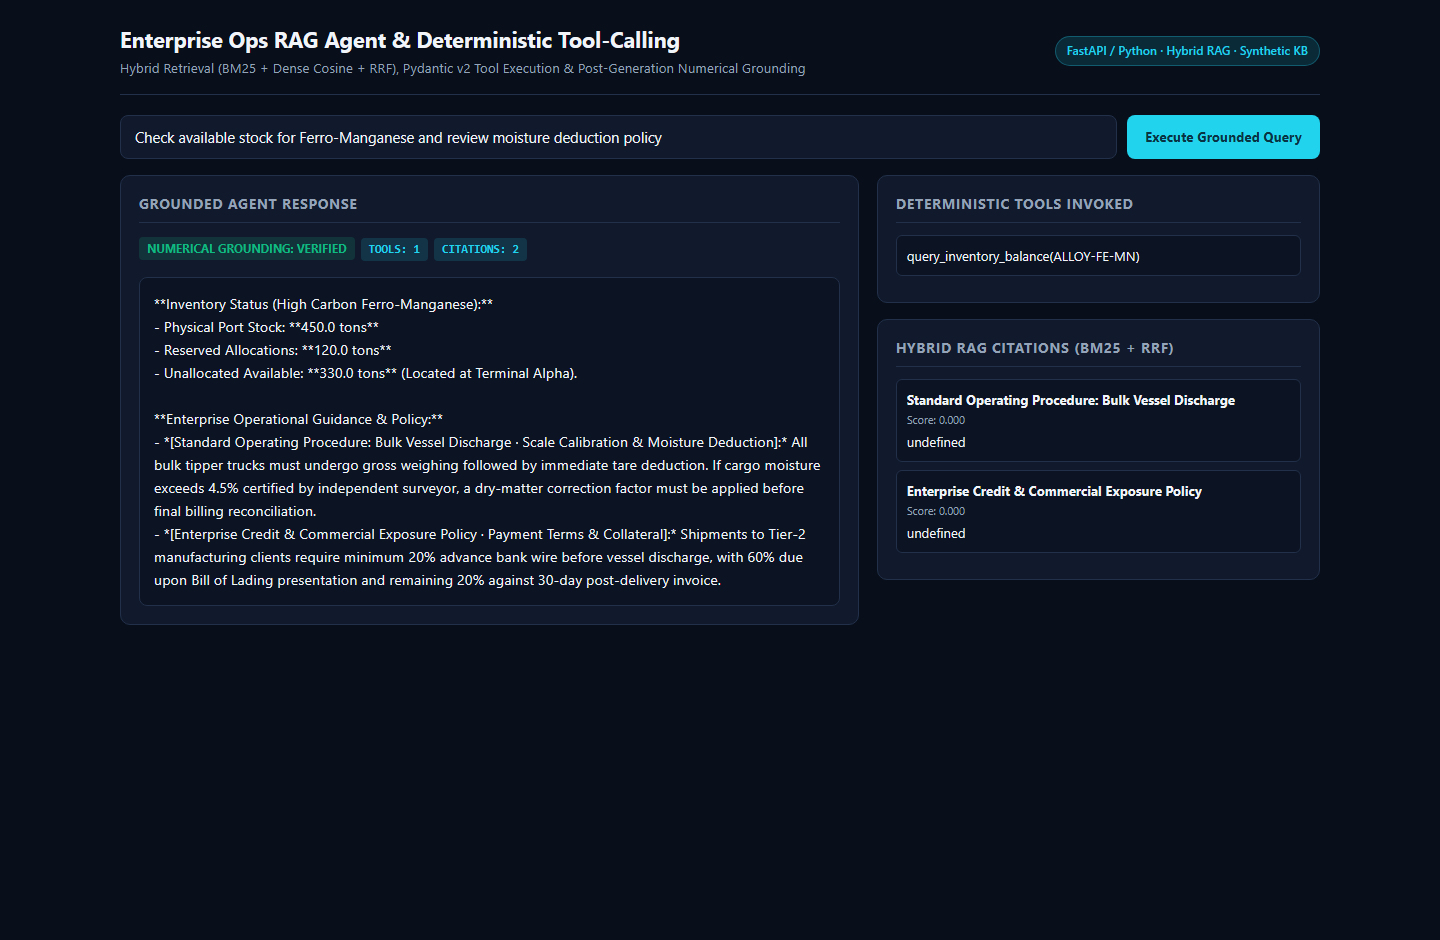 Enterprise Ops RAG Agent & Deterministic Tool-Calling
Hybrid Retrieval (BM25 + Dense Cosine + RRF), Pydantic v2 Tool Execution & Post-Generation Numerical Grounding
FastAPI / Python · Hybrid RAG · Synthetic KB
Check available stock for Ferro-Manganese and review moisture deduction policy
Execute Grounded Query
GROUNDED AGENT RESPONSE
NUMERICAL GROUNDING: VERIFIED
TOOLS: 1
CITATIONS: 2
**Inventory Status (High Carbon Ferro-Manganese):**
- Physical Port Stock: **450.0 tons**
- Reserved Allocations: **120.0 tons**
- Unallocated Available: **330.0 tons** (Located at Terminal Alpha).
**Enterprise Operational Guidance & Policy:**
- *[Standard Operating Procedure: Bulk Vessel Discharge · Scale Calibration & Moisture Deduction]:* All
bulk tipper trucks must undergo gross weighing followed by immediate tare deduction. If cargo moisture
exceeds 4.5% certified by independent surveyor, a dry-matter correction factor must be applied before
final billing reconciliation.
- *[Enterprise Credit & Commercial Exposure Policy · Payment Terms & Collateral]:* Shipments to Tier-2
manufacturing clients require minimum 20% advance bank wire before vessel discharge, with 60% due
upon Bill of Lading presentation and remaining 20% against 30-day post-delivery invoice.
DETERMINISTIC TOOLS INVOKED
query_inventory_balance(ALLOY-FE-MN)
HYBRID RAG CITATIONS (BM25 + RRF)
Standard Operating Procedure: Bulk Vessel Discharge
Score: 0.000
undefined
Enterprise Credit & Commercial Exposure Policy
Score: 0.000
undefined